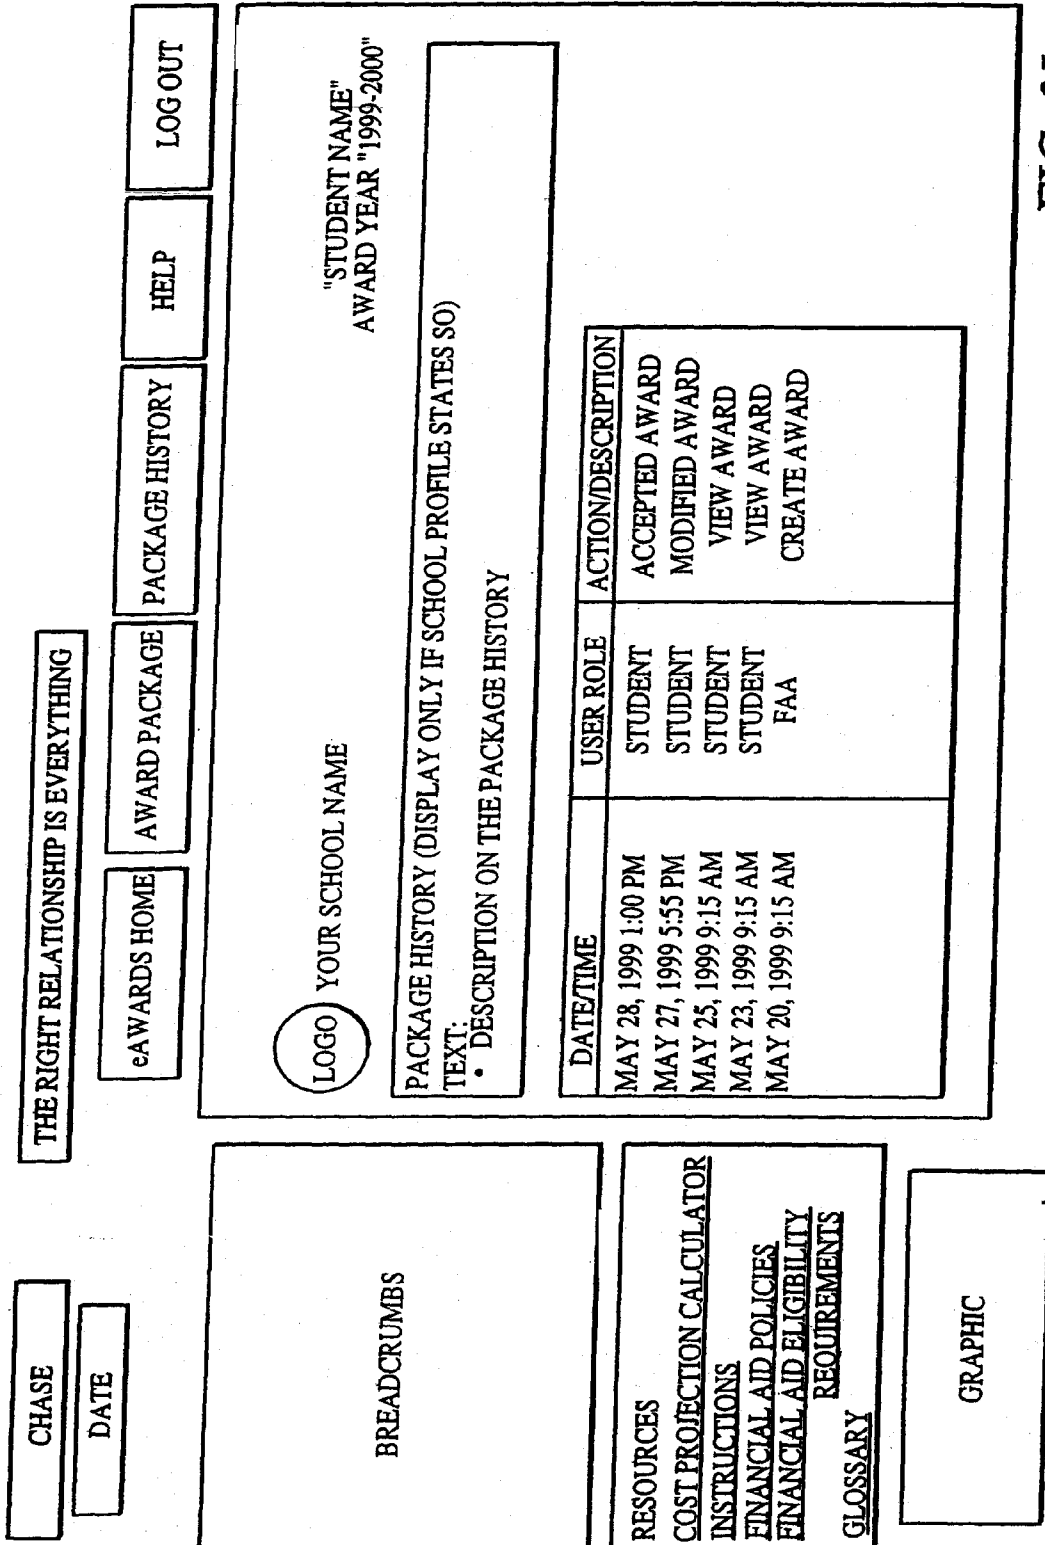 CHASE
DATE
THE RIGHT RELATIONSHIP IS EVERYTHING
eAWARDS HOME
AWARD PACKAGE
PACKAGE HISTORY
HELP
LOG OUT
BREADCRUMBS
RESOURCES
COST PROJECTION CALCULATOR
INSTRUCTIONS
FINANCIAL AID POLICIES
FINANCIAL AID ELIGIBILITY
REQUIREMENTS
GLOSSARY
GRAPHIC
LOGO YOUR SCHOOL NAME
"STUDENT NAME"
AWARD YEAR "1999-2000"
PACKAGE HISTORY (DISPLAY ONLY IF SCHOOL PROFILE STATES SO)
TEXT:
• DESCRIPTION ON THE PACKAGE HISTORY
DATE/TIME USER ROLE ACTION/DESCRIPTION
MAY 28, 1999 1:00 PM STUDENT ACCEPTED AWARD
MAY 27, 1999 5:55 PM STUDENT MODIFIED AWARD
MAY 25, 1999 9:15 AM STUDENT VIEW AWARD
MAY 23, 1999 9:15 AM STUDENT VIEW AWARD
MAY 20, 1999 9:15 AM FAA CREATE AWARD